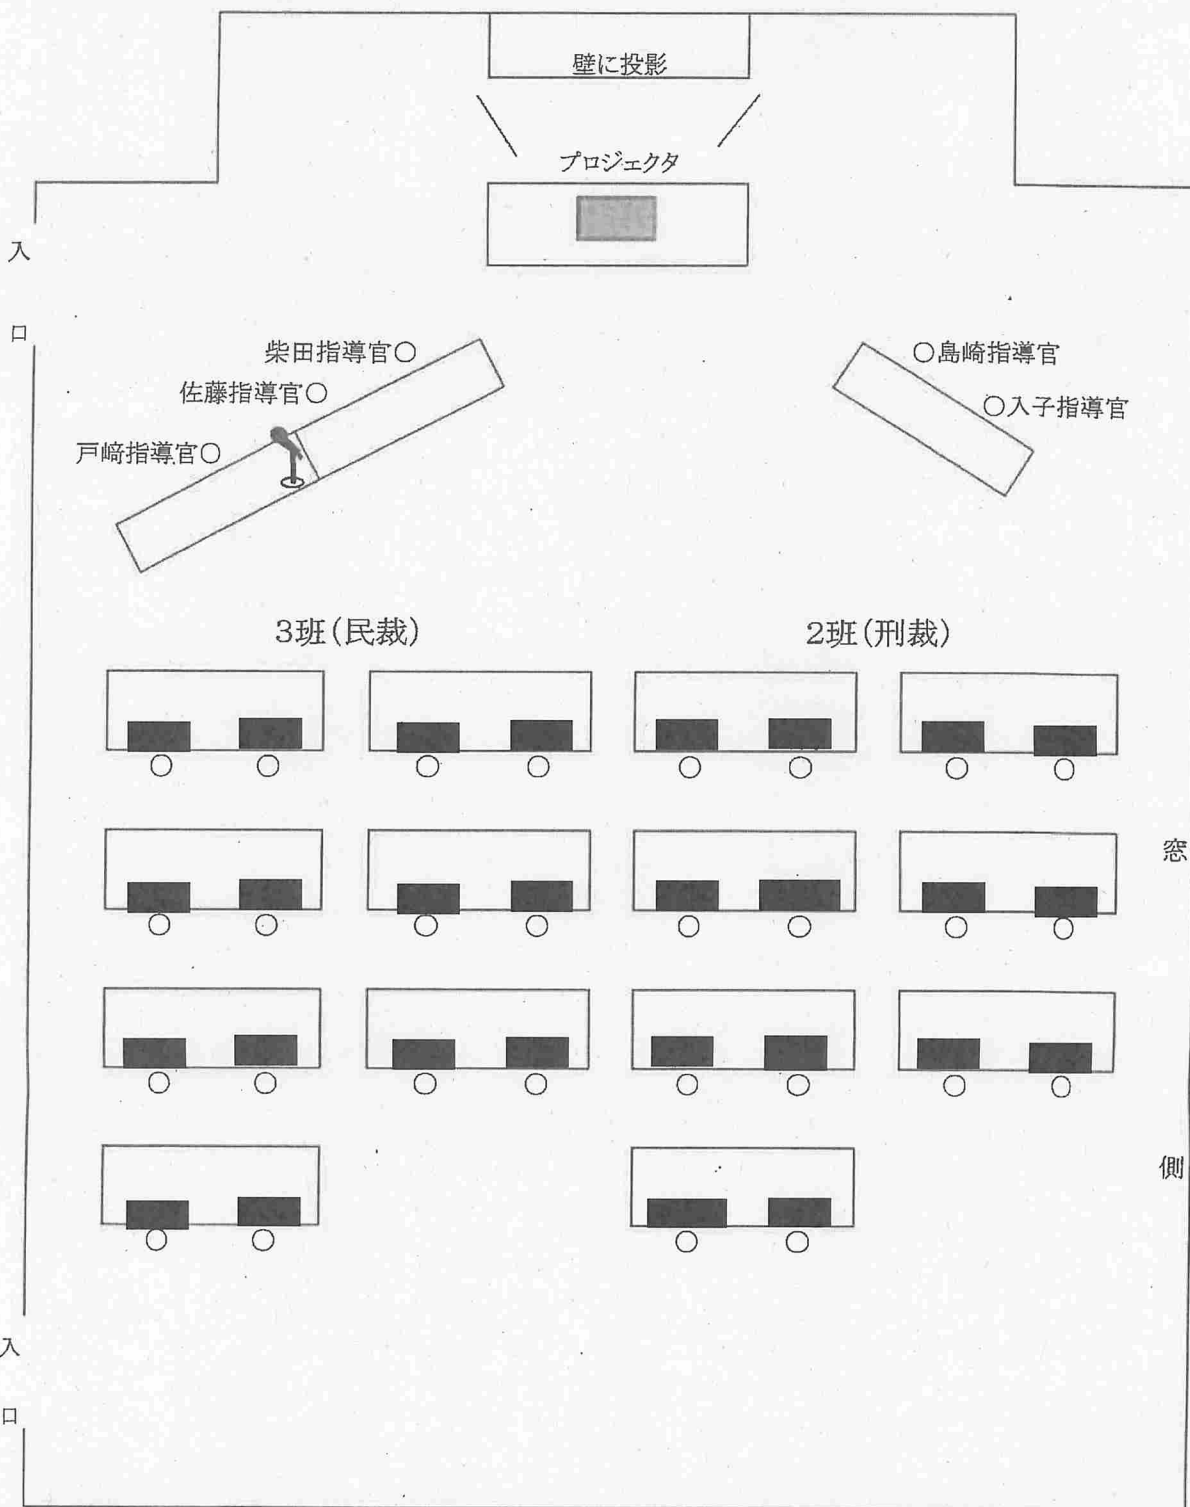 壁に投影
プロジェクタ
入口
柴田指導官○
佐藤指導官○
戸﨑指導官○
○島崎指導官
○入子指導官
3班(民裁)
2班(刑裁)
窓側
入口